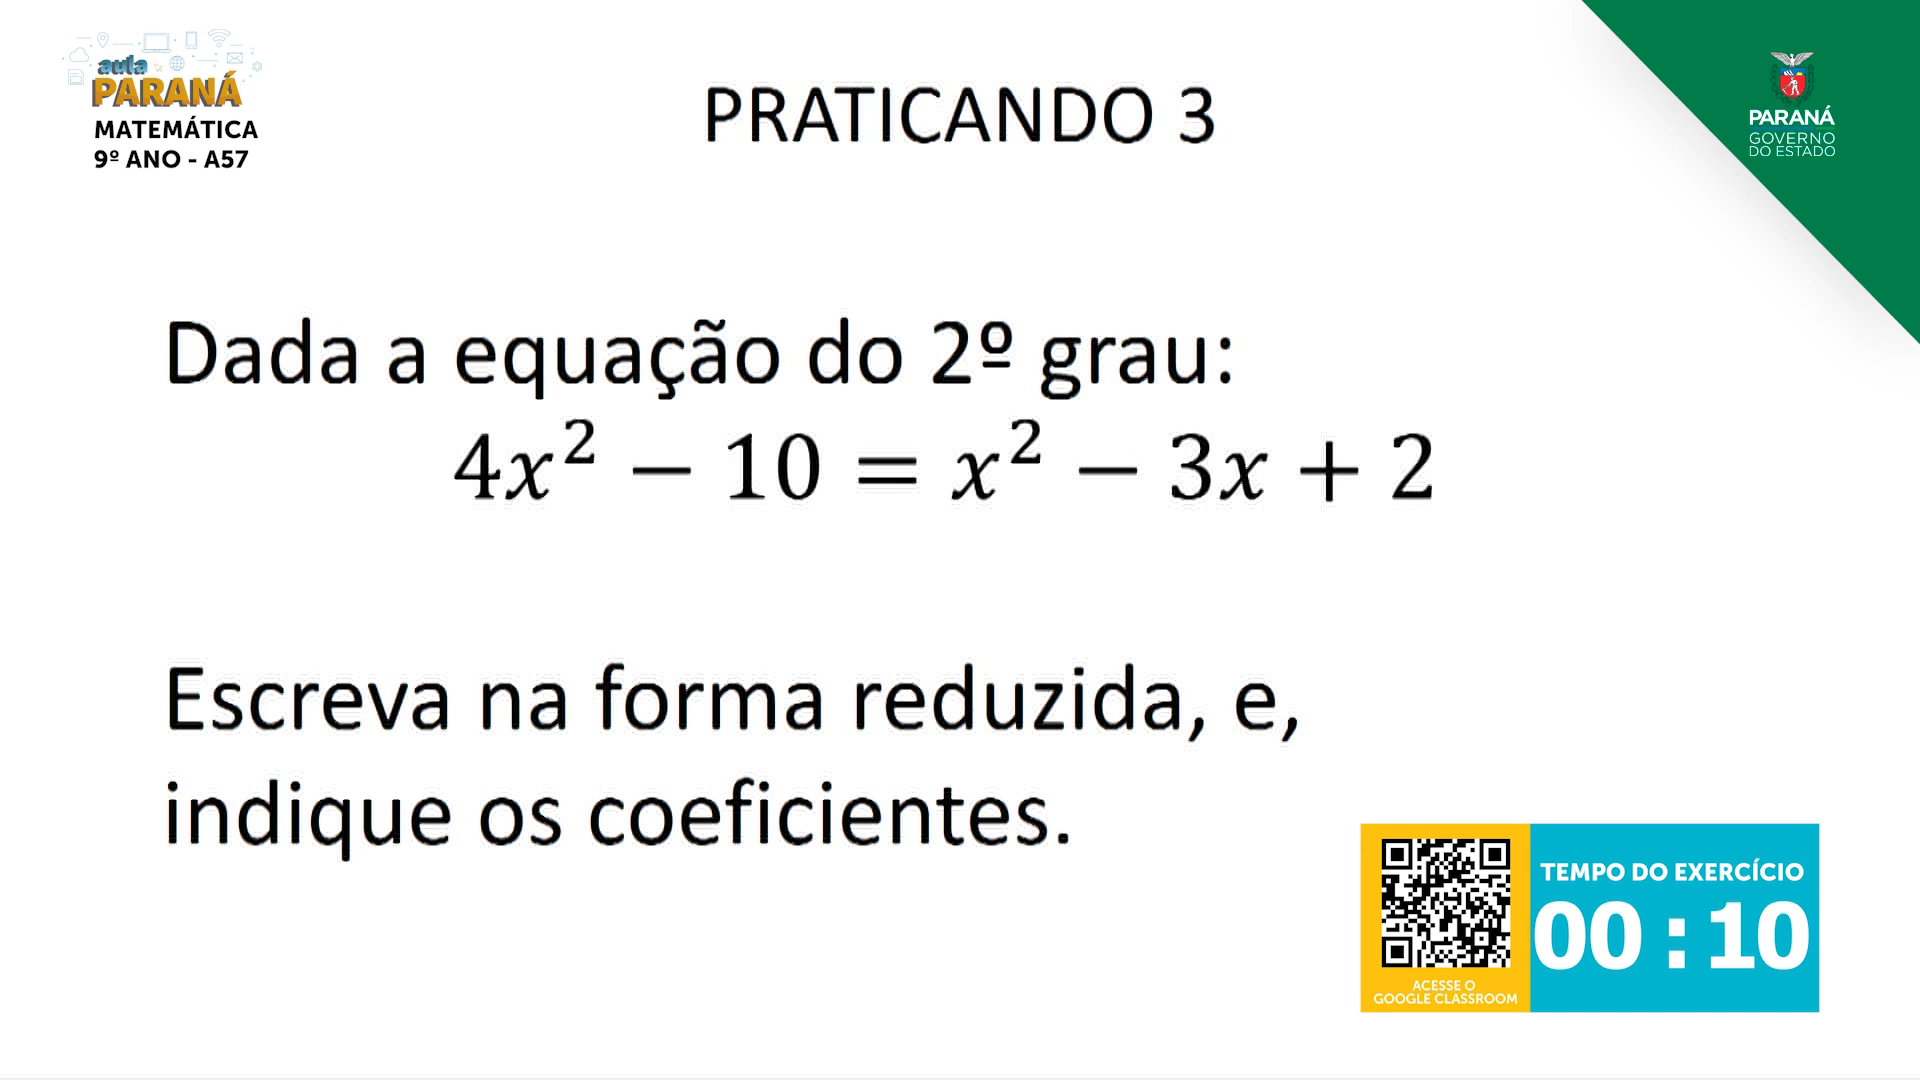 aula
PARANÁ
MATEMÁTICA
9º ANO - A57
PRATICANDO 3
PARANÁ
GOVERNO
DO ESTADO
Dada a equação do 2º grau:
4x² − 10 = x² − 3x + 2
Escreva na forma reduzida, e,
indique os coeficientes.
TEMPO DO EXERCÍCIO
00 : 10
ACESSE O
GOOGLE CLASSROOM